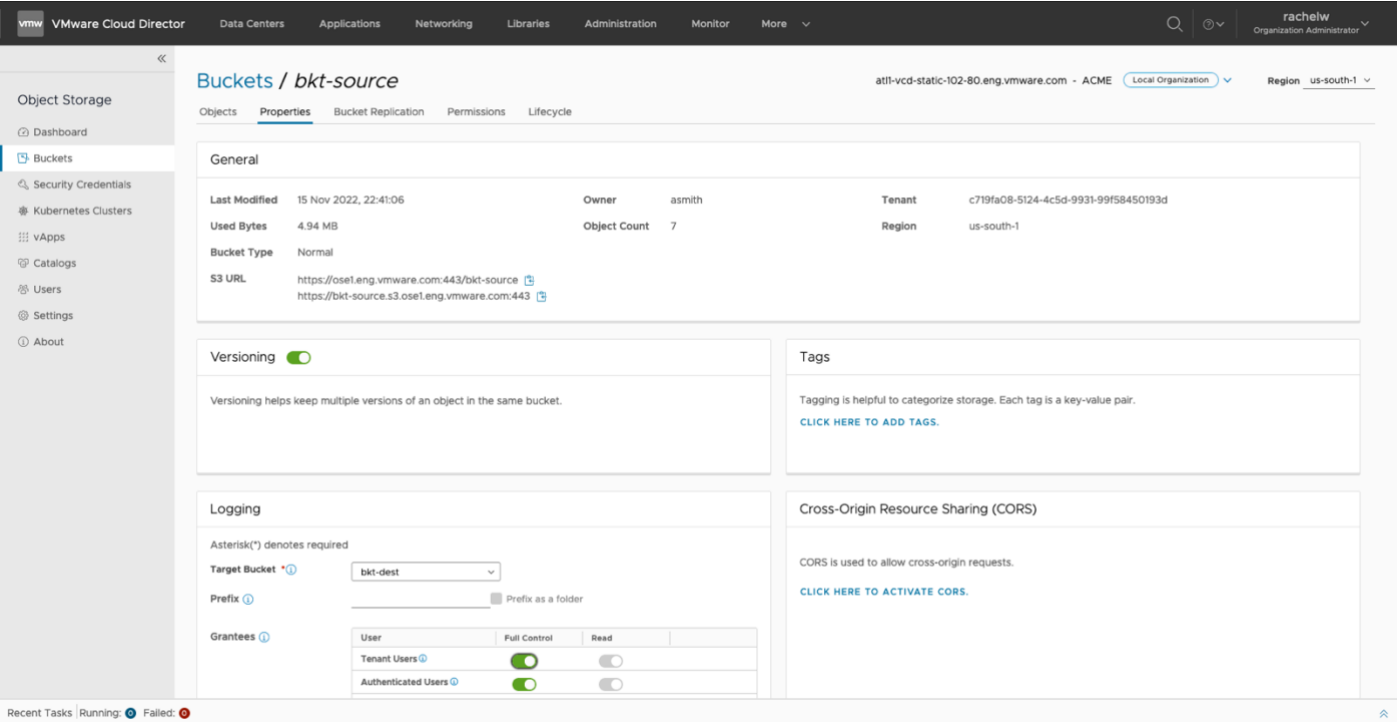 vmw VMware Cloud Director Data Centers Applications Networking Libraries Administration Monitor More rachelw
Organization Administrator
Object Storage
Dashboard
Buckets
Security Credentials
Kubernetes Clusters
vApps
Catalogs
Users
Settings
About
Buckets / bkt-source
atl1-vcd-static-102-80.eng.vmware.com - ACME Local Organization Region us-south-1
Objects Properties Bucket Replication Permissions Lifecycle
General
Last Modified 15 Nov 2022, 22:41:06 Owner asmith Tenant c719fa08-5124-4c5d-9931-99f58450193d
Used Bytes 4.94 MB Object Count 7 Region us-south-1
Bucket Type Normal
S3 URL https://ose1.eng.vmware.com:443/bkt-source
https://bkt-source.s3.ose1.eng.vmware.com:443
Versioning
Versioning helps keep multiple versions of an object in the same bucket.
Tags
Tagging is helpful to categorize storage. Each tag is a key-value pair.
CLICK HERE TO ADD TAGS.
Logging
Asterisk(*) denotes required
Target Bucket * bkt-dest
Prefix Prefix as a folder
Grantees User Full Control Read
Tenant Users
Authenticated Users
Cross-Origin Resource Sharing (CORS)
CORS is used to allow cross-origin requests.
CLICK HERE TO ACTIVATE CORS.
Recent Tasks Running: 0 Failed: 0